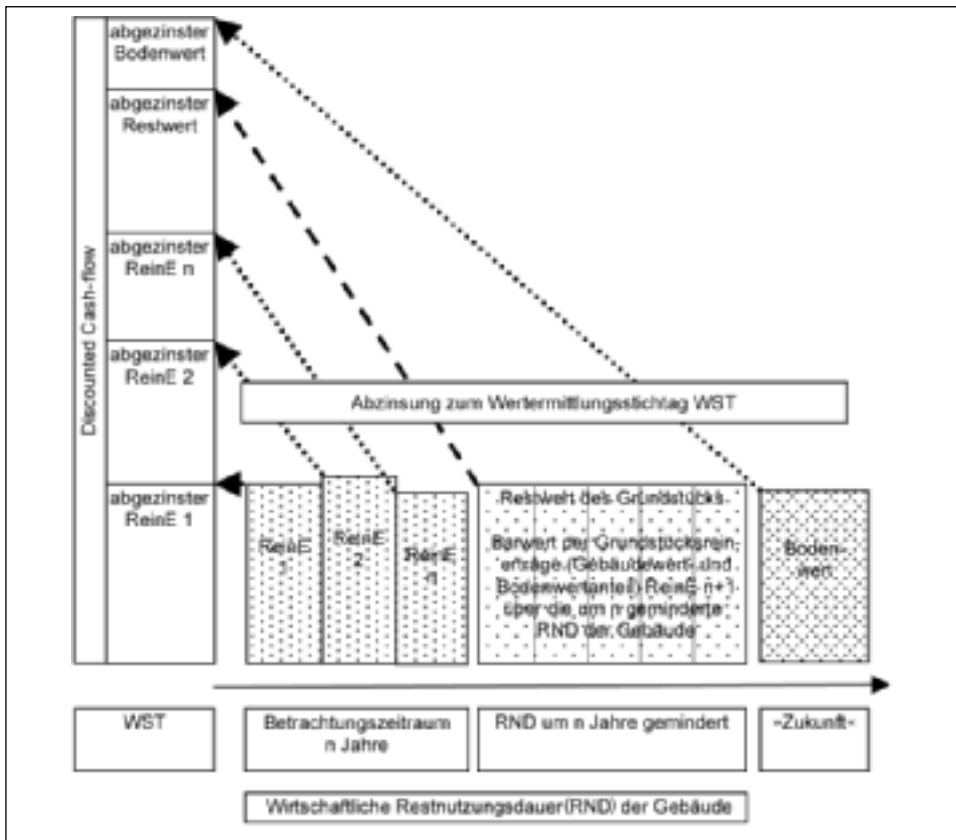 abgezinster
Bodenwert
abgezinster
Restwert
abgezinster
ReinE n
abgezinster
ReinE 2
abgezinster
ReinE 1
Discounted Cash-flow
Abzinsung zum Wertermittlungsstichtag WST
ReinE
1
ReinE
2
ReinE
n
Restwert des Grundstücks
Barwert der Grundstücksrein-
erträge (Gebäudewert- und
Bodenwertanteil) ReinE n+1
über die um n geminderte
RND der Gebäude
Boden-
wert
WST
Betrachtungszeitraum
n Jahre
RND um n Jahre gemindert
-Zukunft-
Wirtschaftliche Restnutzungsdauer(RND) der Gebäude